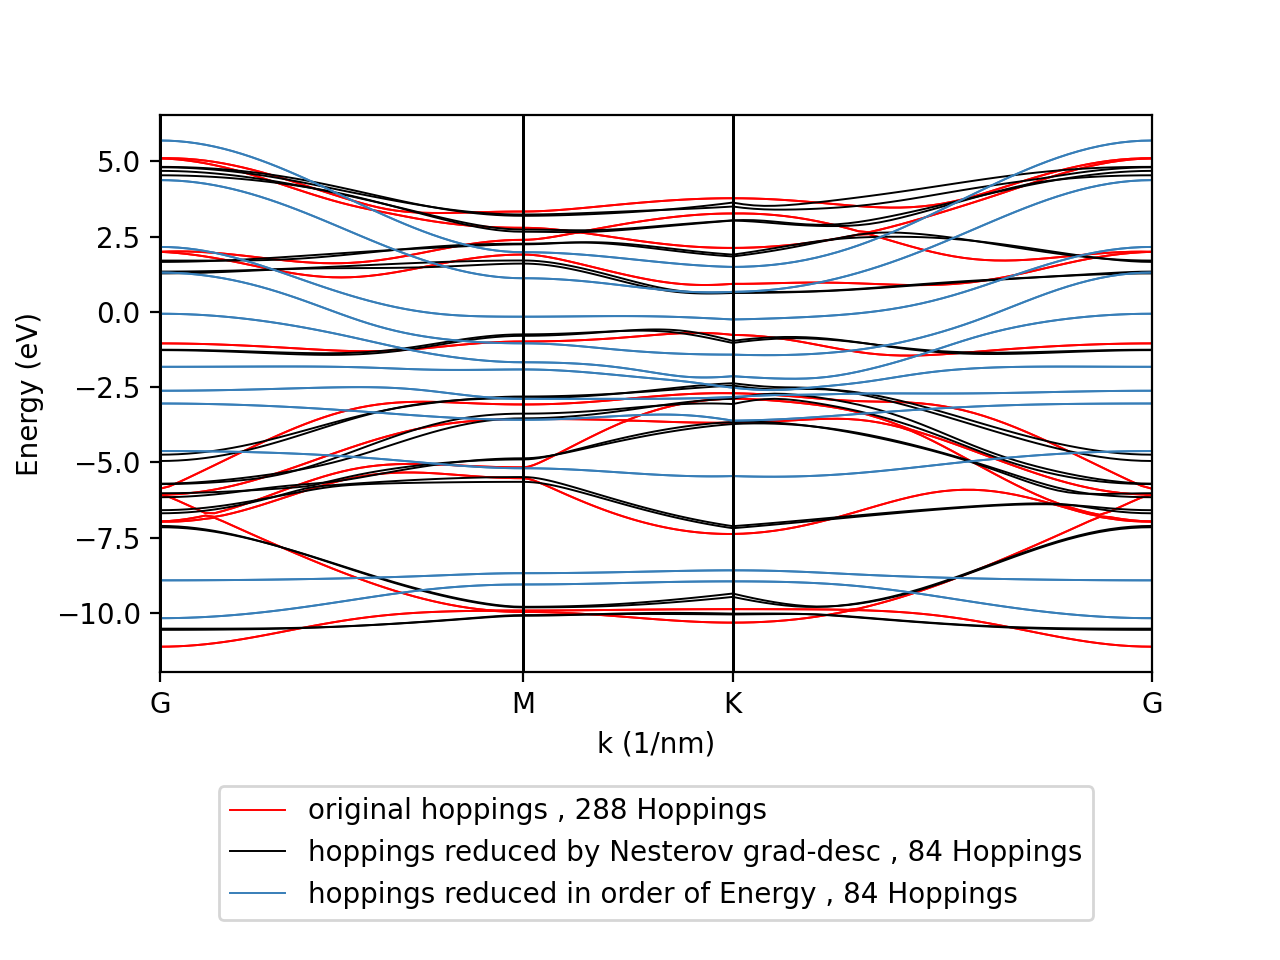 5.0
2.5
0.0
−2.5
−5.0
−7.5
−10.0
Energy (eV)
G
M
K
G
k (1/nm)
original hoppings , 288 Hoppings
hoppings reduced by Nesterov grad-desc , 84 Hoppings
hoppings reduced in order of Energy , 84 Hoppings